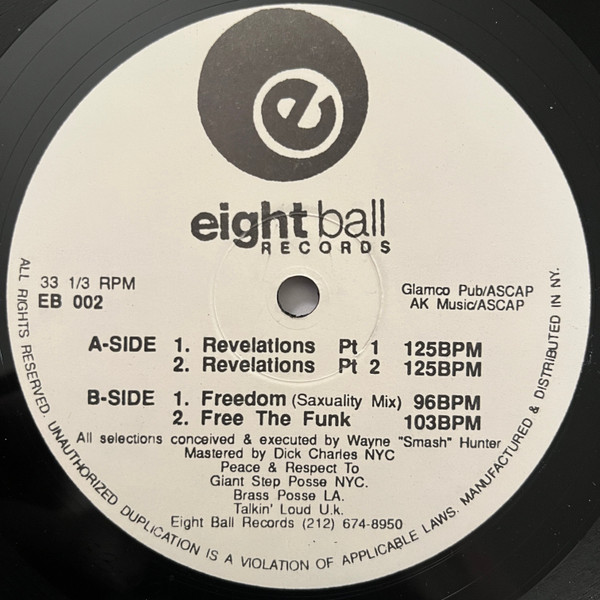 e
eight ball
RECORDS
33 1/3 RPM
EB 002
Glamco Pub/ASCAP
AK Music/ASCAP
A-SIDE 1. Revelations Pt 1 125BPM
2. Revelations Pt 2 125BPM
B-SIDE 1. Freedom (Saxuality Mix) 96BPM
2. Free The Funk 103BPM
All selections conceived & executed by Wayne "Smash" Hunter
Mastered by Dick Charles NYC
Peace & Respect To
Giant Step Posse NYC.
Brass Posse LA.
Talkin' Loud U.k.
Eight Ball Records (212) 674-8950
ALL RIGHTS RESERVED. UNAUTHORIZED DUPLICATION IS A VIOLATION OF APPLICABLE LAWS. MANUFACTURED & DISTRIBUTED IN NY.